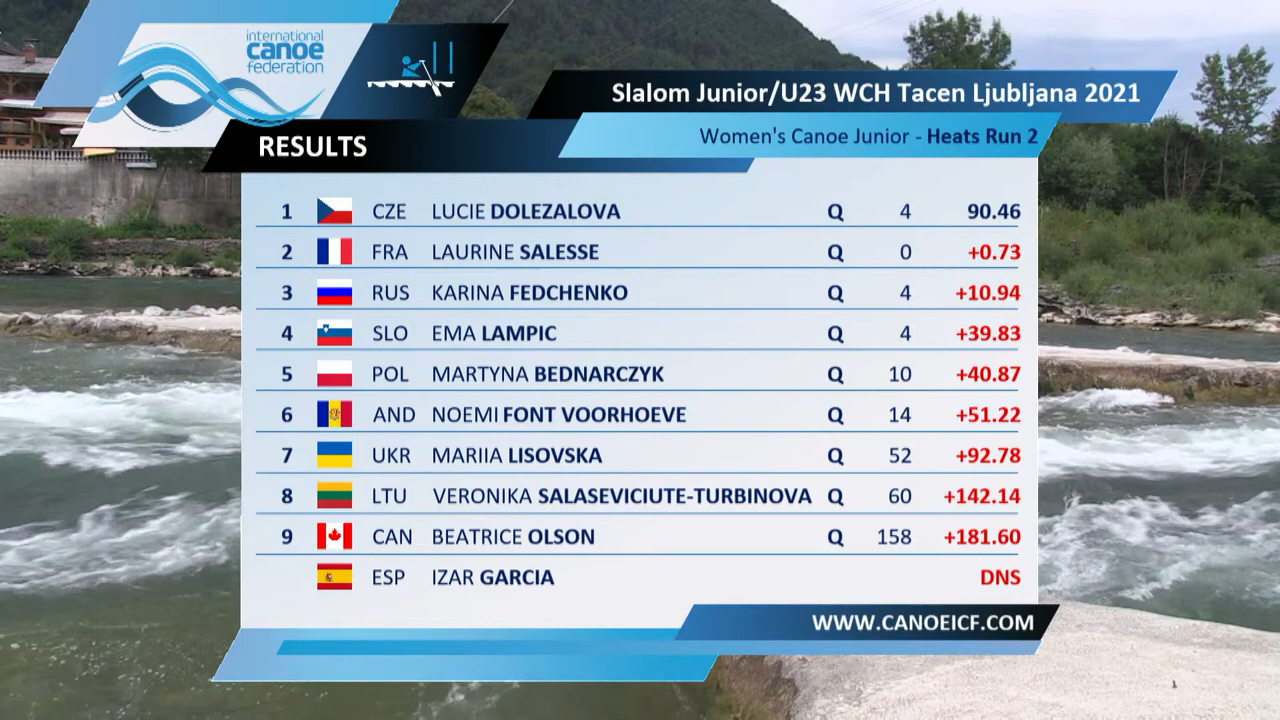 international
canoe
federation
Slalom Junior/U23 WCH Tacen Ljubljana 2021
Women's Canoe Junior - Heats Run 2
RESULTS
1 CZE LUCIE DOLEZALOVA Q 4 90.46
2 FRA LAURINE SALESSE Q 0 +0.73
3 RUS KARINA FEDCHENKO Q 4 +10.94
4 SLO EMA LAMPIC Q 4 +39.83
5 POL MARTYNA BEDNARCZYK Q 10 +40.87
6 AND NOEMI FONT VOORHOEVE Q 14 +51.22
7 UKR MARIIA LISOVSKA Q 52 +92.78
8 LTU VERONIKA SALASEVICIUTE-TURBINOVA Q 60 +142.14
9 CAN BEATRICE OLSON Q 158 +181.60
ESP IZAR GARCIA DNS
WWW.CANOEICF.COM